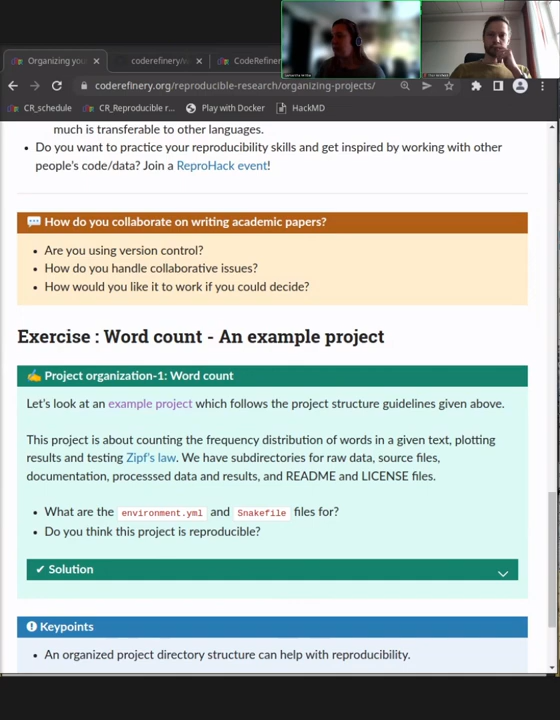 Organizing you
coderefinery.org/w
CodeRefiner
coderefinery.org/reproducible-research/organizing-projects/
CR_schedule
CR_Reproducible r...
Play with Docker
HackMD
much is transferable to other languages.
Do you want to practice your reproducibility skills and get inspired by working with other
people's code/data? Join a ReproHack event!
How do you collaborate on writing academic papers?
Are you using version control?
How do you handle collaborative issues?
How would you like it to work if you could decide?
Exercise : Word count - An example project
Project organization-1: Word count
Let's look at an example project which follows the project structure guidelines given above.
This project is about counting the frequency distribution of words in a given text, plotting
results and testing Zipf's law. We have subdirectories for raw data, source files,
documentation, processsed data and results, and README and LICENSE files.
What are the environment.yml and Snakefile files for?
Do you think this project is reproducible?
Solution
Keypoints
An organized project directory structure can help with reproducibility.